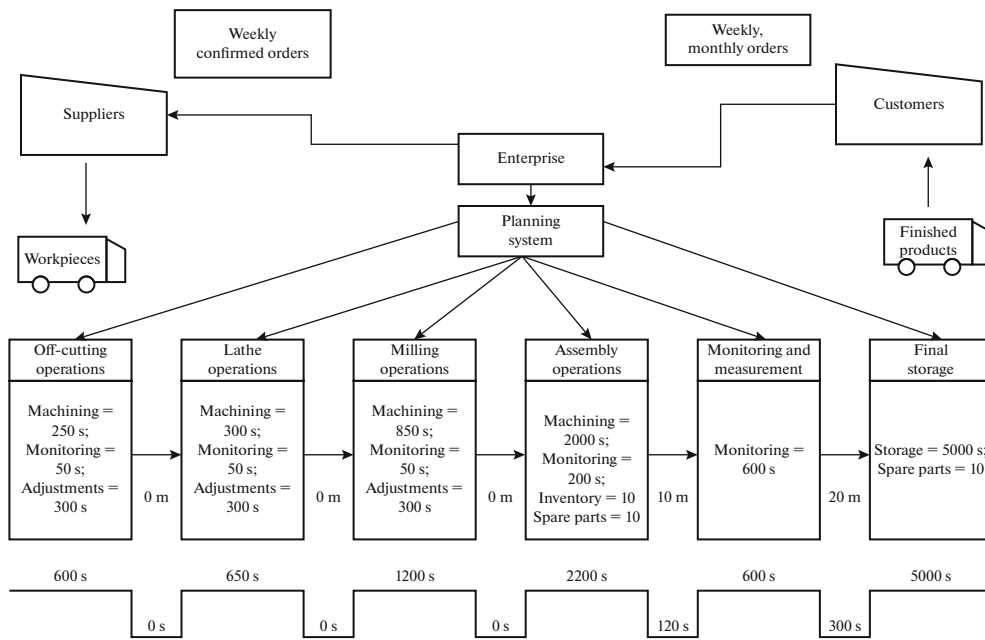 Weekly
confirmed orders
Weekly,
monthly orders
Suppliers
Customers
Enterprise
Planning
system
Workpieces
Finished
products
Off-cutting
operations
Machining =
250 s;
Monitoring =
50 s;
Adjustments =
300 s
0 m
Lathe
operations
Machining =
300 s;
Monitoring =
50 s;
Adjustments =
300 s
0 m
Milling
operations
Machining =
850 s;
Monitoring =
50 s;
Adjustments =
300 s
0 m
Assembly
operations
Machining =
2000 s;
Monitoring =
200 s;
Inventory = 10
Spare parts = 10
10 m
Monitoring and
measurement
Monitoring =
600 s
20 m
Final
storage
Storage = 5000 s;
Spare parts = 10
600 s
650 s
1200 s
2200 s
600 s
5000 s
0 s
0 s
0 s
120 s
300 s